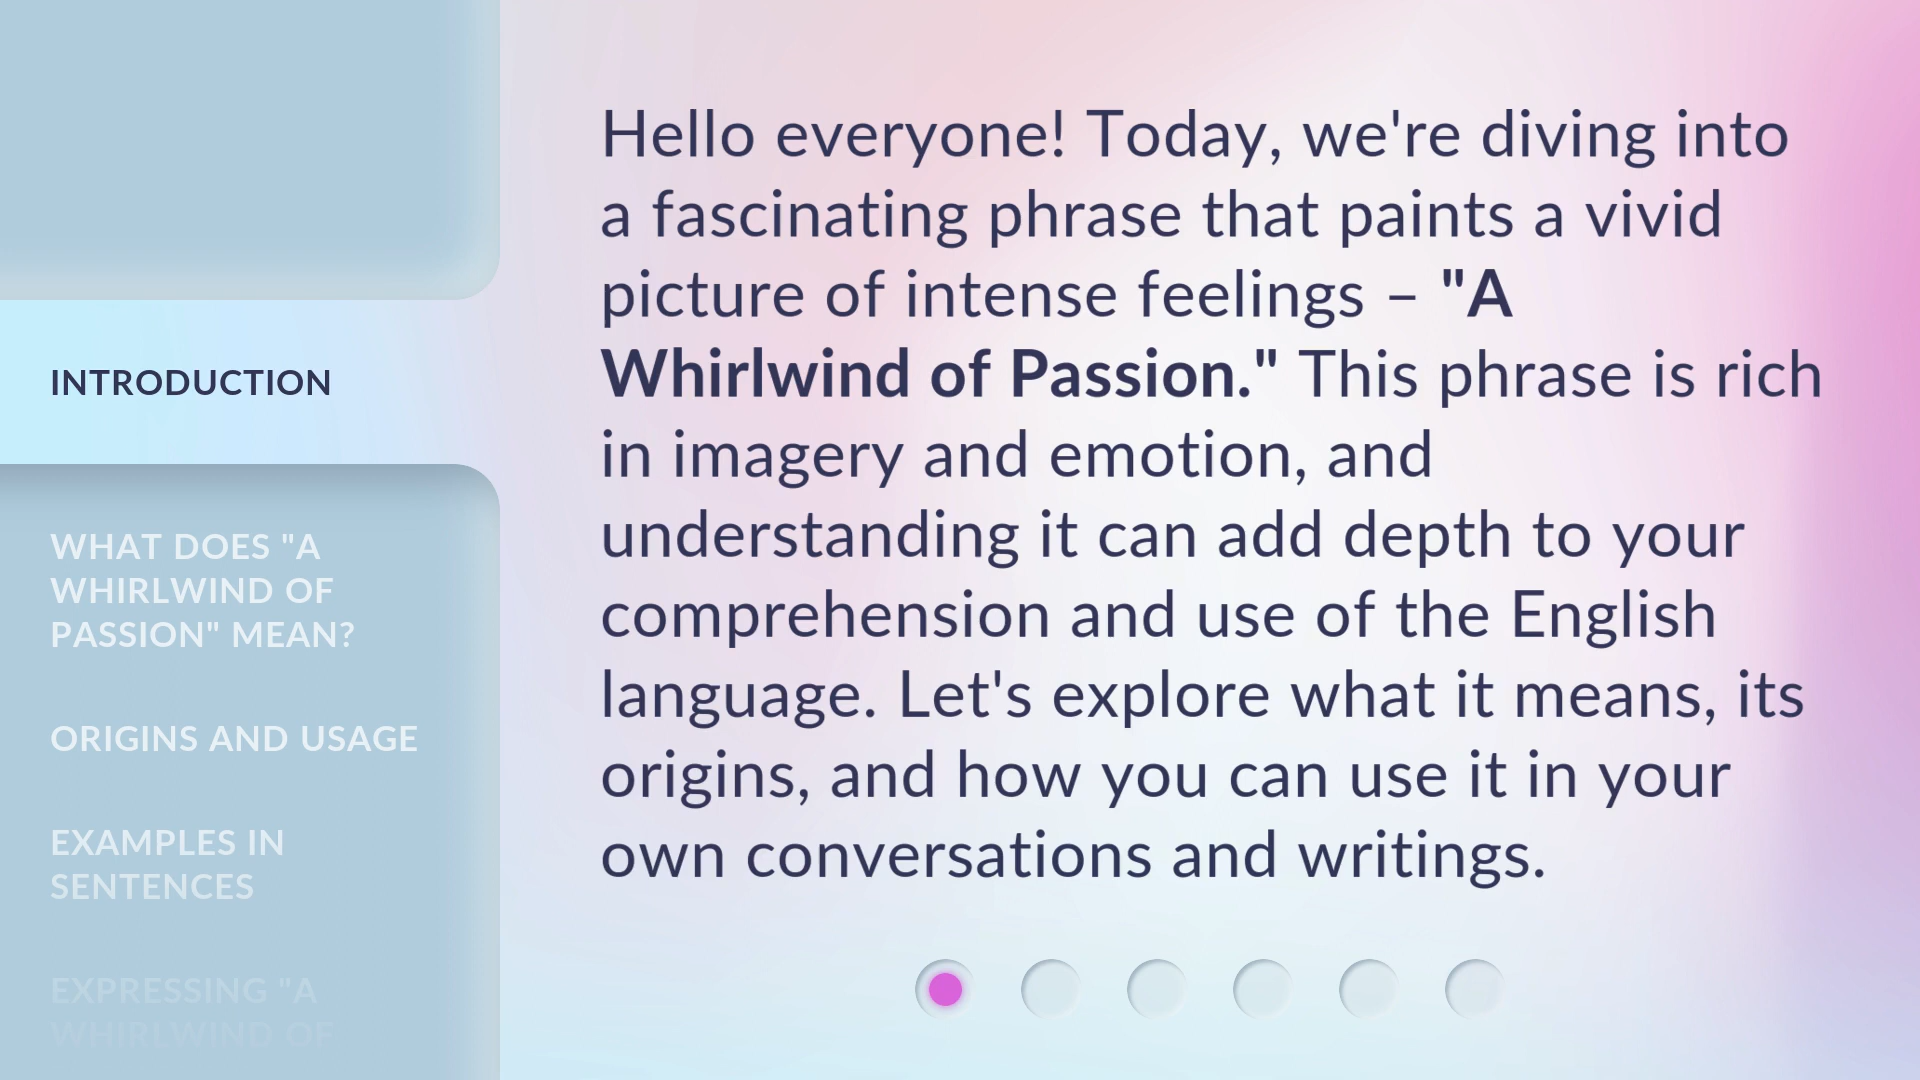 INTRODUCTION
WHAT DOES "A
WHIRLWIND OF
PASSION" MEAN?
ORIGINS AND USAGE
EXAMPLES IN
SENTENCES
EXPRESSING "A
WHIRLWIND OF
Hello everyone! Today, we're diving into
a fascinating phrase that paints a vivid
picture of intense feelings – "A
Whirlwind of Passion." This phrase is rich
in imagery and emotion, and
understanding it can add depth to your
comprehension and use of the English
language. Let's explore what it means, its
origins, and how you can use it in your
own conversations and writings.